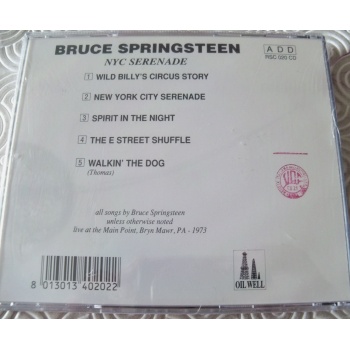 BRUCE SPRINGSTEEN
NYC SERENADE
A D D
RSC 020 CD
1 WILD BILLY'S CIRCUS STORY
2 NEW YORK CITY SERENADE
3 SPIRIT IN THE NIGHT
4 THE E STREET SHUFFLE
5 WALKIN' THE DOG
(Thomas)
all songs by Bruce Springsteen
unless otherwise noted
live at the Main Point, Bryn Mawr, PA - 1973
8 013013 402022
OIL WELL